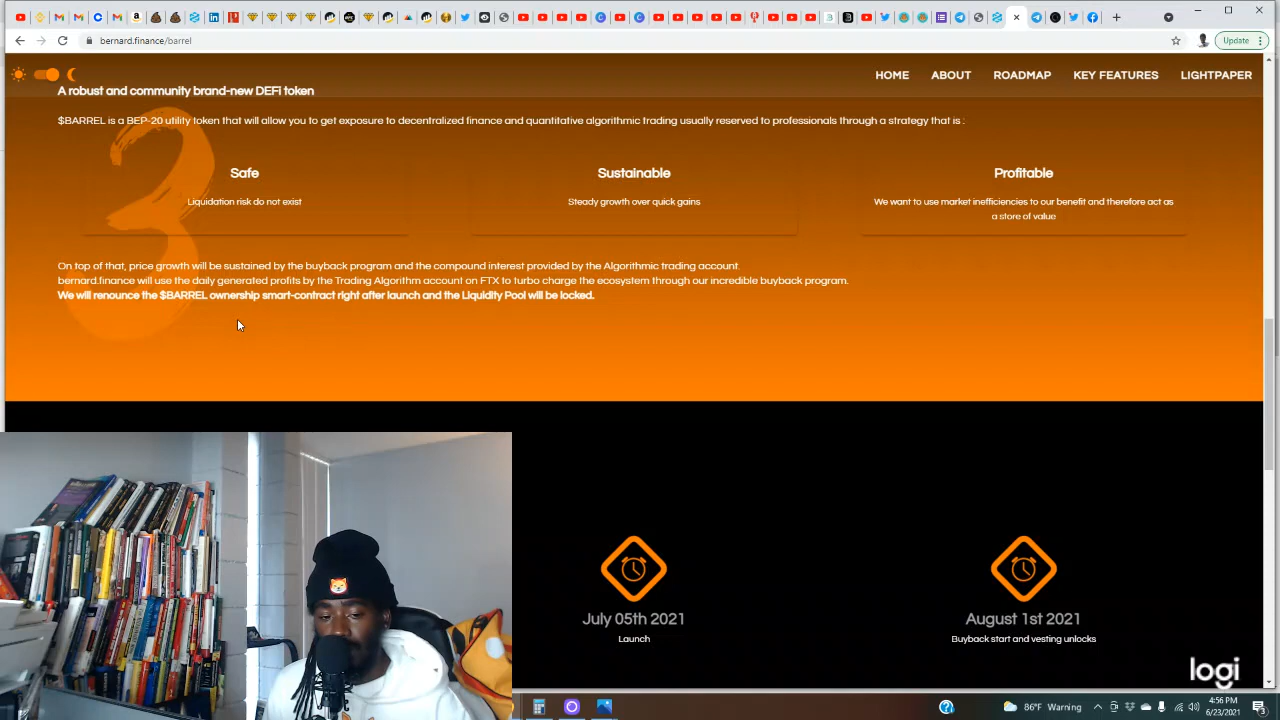 bernard.finance/barrel
Update
HOME ABOUT ROADMAP KEY FEATURES LIGHTPAPER
A robust and community brand-new DEFi token
$BARREL is a BEP-20 utility token that will allow you to get exposure to decentralized finance and quantitative algorithmic trading usually reserved to professionals through a strategy that is :
3
Safe
Liquidation risk do not exist
Sustainable
Steady growth over quick gains
Profitable
We want to use market inefficiencies to our benefit and therefore act as
a store of value
On top of that, price growth will be sustained by the buyback program and the compound interest provided by the Algorithmic trading account.
bernard.finance will use the daily generated profits by the Trading Algorithm account on FTX to turbo charge the ecosystem through our incredible buyback program.
We will renounce the $BARREL ownership smart-contract right after launch and the Liquidity Pool will be locked.
July 05th 2021
Launch
August 1st 2021
Buyback start and vesting unlocks
logi
86°F Warning
4:56 PM
6/23/2021